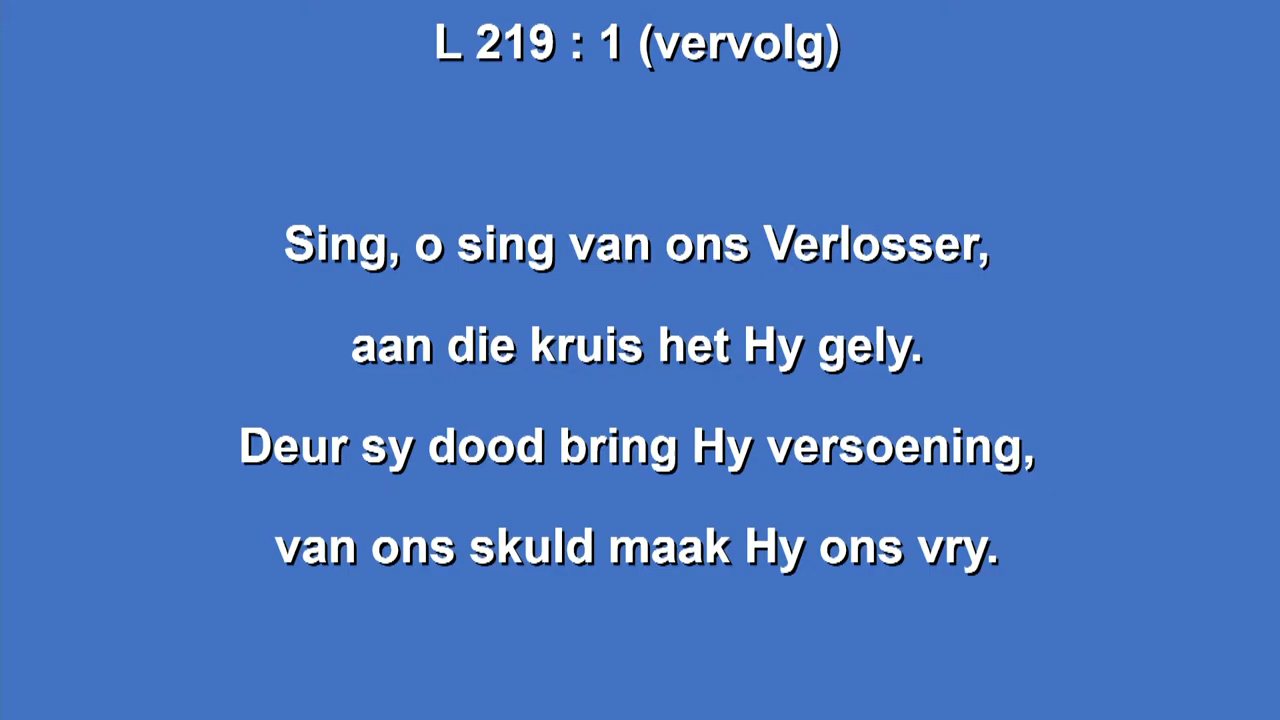 L 219 : 1 (vervolg)
Sing, o sing van ons Verlosser,
aan die kruis het Hy gely.
Deur sy dood bring Hy versoening,
van ons skuld maak Hy ons vry.